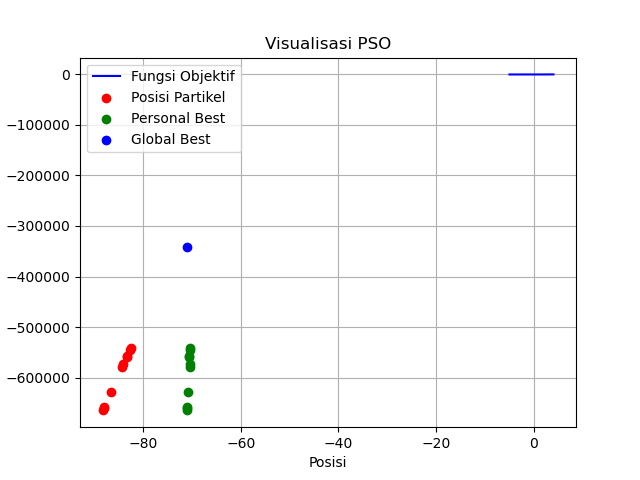 Visualisasi PSO
Fungsi Objektif
Posisi Partikel
Personal Best
Global Best
0
−100000
−200000
−300000
−400000
−500000
−600000
−80
−60
−40
−20
0
Posisi